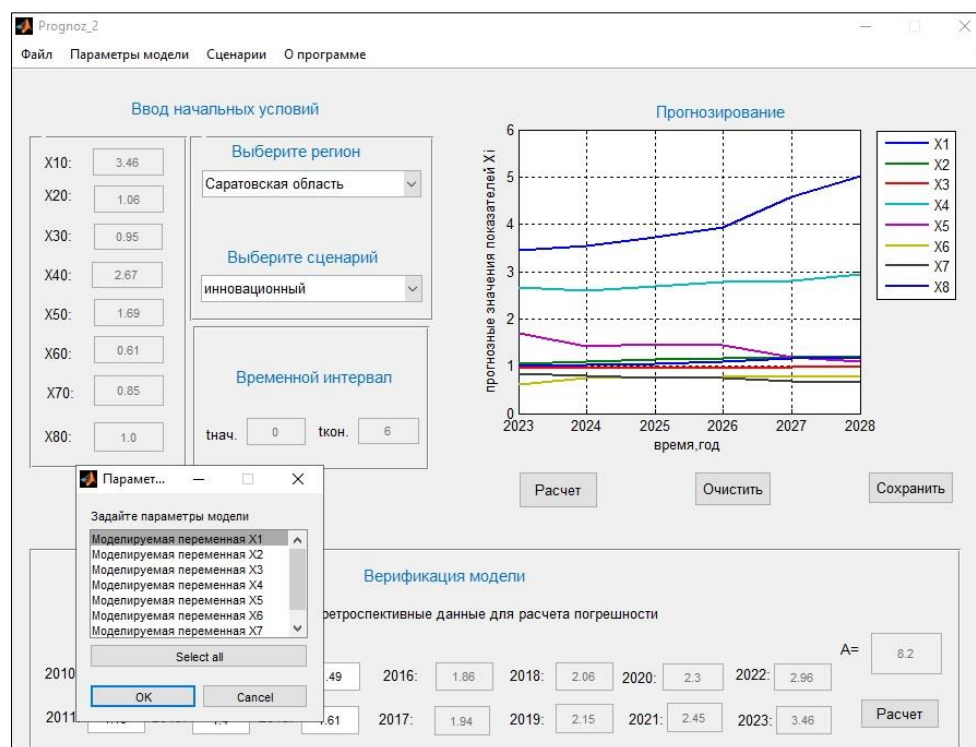 Prognoz_2
Файл Параметры модели Сценарии О программе
Ввод начальных условий
X10: 3.46
X20: 1.06
X30: 0.95
X40: 2.67
X50: 1.69
X60: 0.61
X70: 0.85
X80: 1.0
Выберите регион
Саратовская область
Выберите сценарий
инновационный
Временной интервал
tнач. 0 tкон. 6
Прогнозирование
прогнозные значения показателей Xi
6
5
4
3
2
1
0
2023 2024 2025 2026 2027 2028
время,год
X1
X2
X3
X4
X5
X6
X7
X8
Расчет Очистить Сохранить
Парамет...
Задайте параметры модели
Моделируемая переменная X1
Моделируемая переменная X2
Моделируемая переменная X3
Моделируемая переменная X4
Моделируемая переменная X5
Моделируемая переменная X6
Моделируемая переменная X7
Select all
OK Cancel
Верификация модели
ретроспективные данные для расчета погрешности
A= 8.2
2010 .49 2016: 1.86 2018: 2.06 2020: 2.3 2022: 2.96
2011 .61 2017: 1.94 2019: 2.15 2021: 2.45 2023: 3.46
Расчет